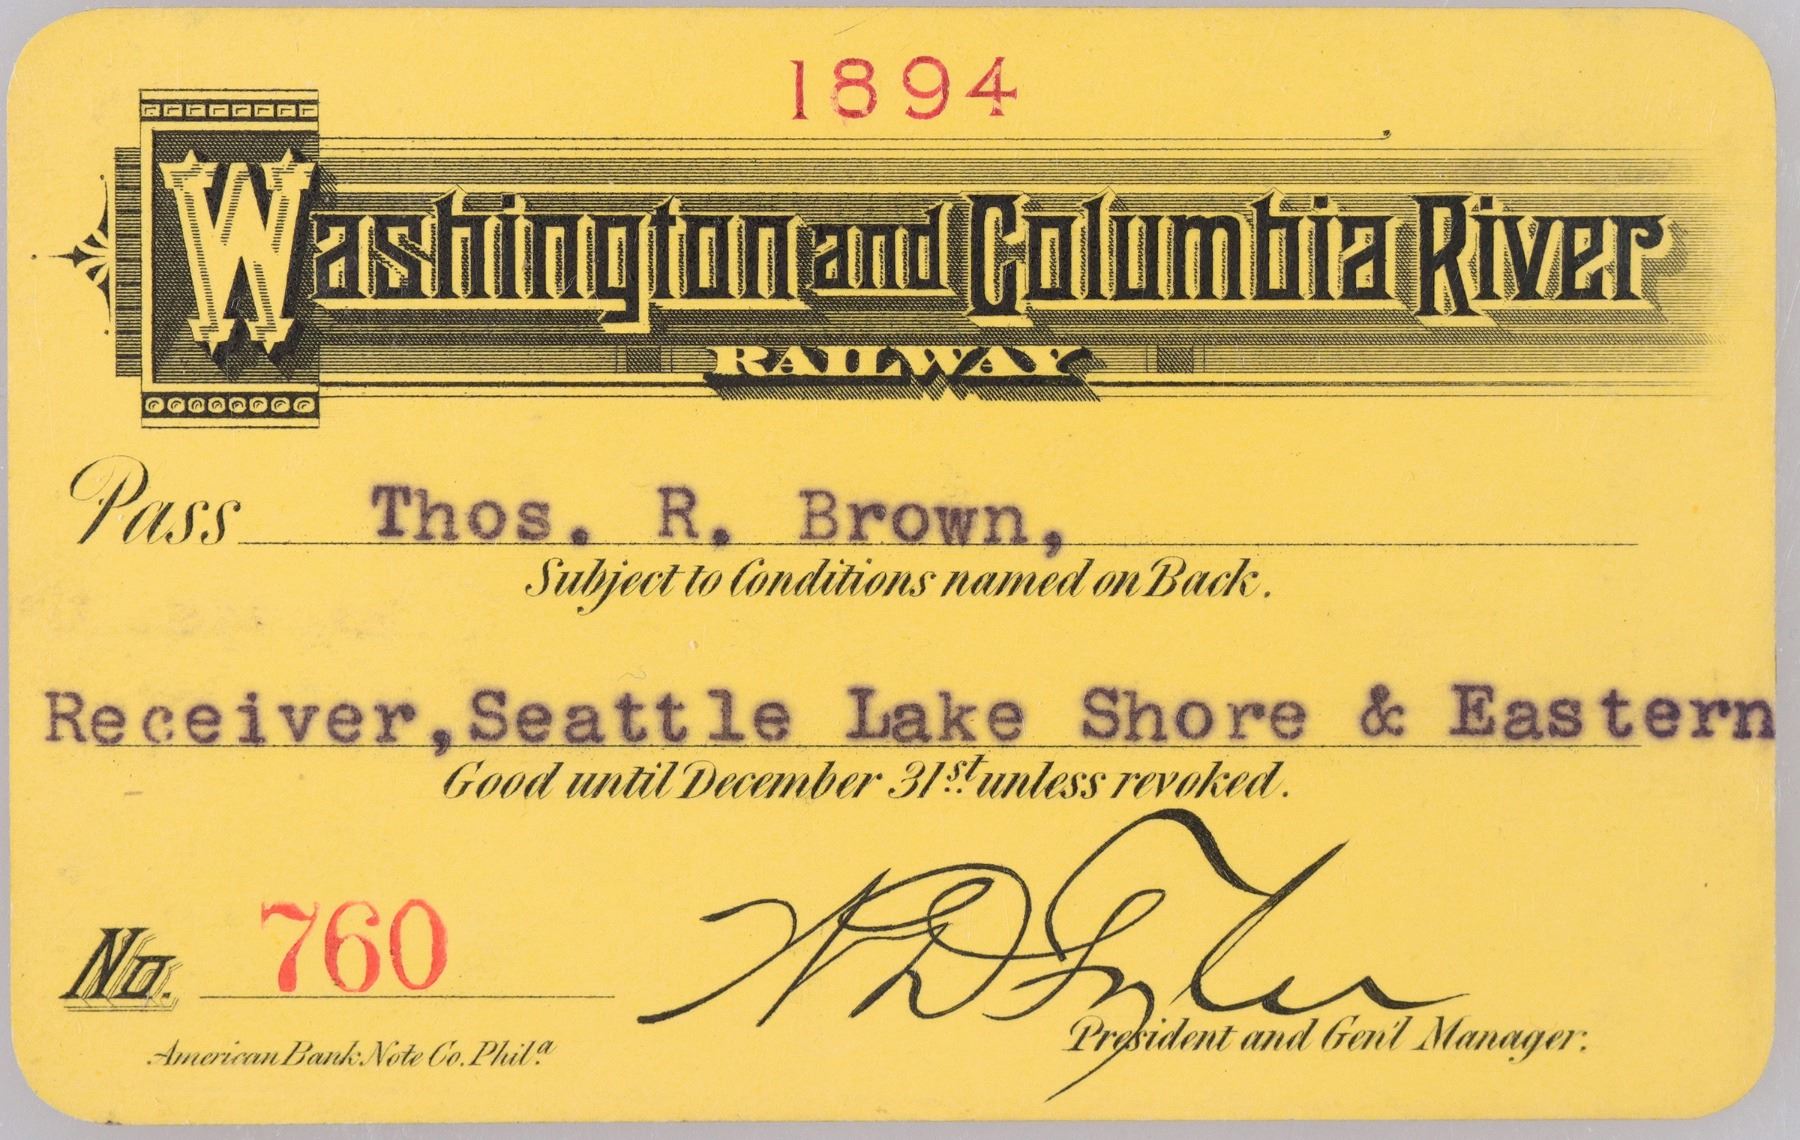 1894
Washington and Columbia River
RAILWAY
Pass Thos. R. Brown,
Subject to Conditions named on Back.
Receiver, Seattle Lake Shore & Eastern
Good until December 31st unless revoked.
No. 760
W D Tyler
President and Gen'l Manager.
American Bank Note Co. Phila.